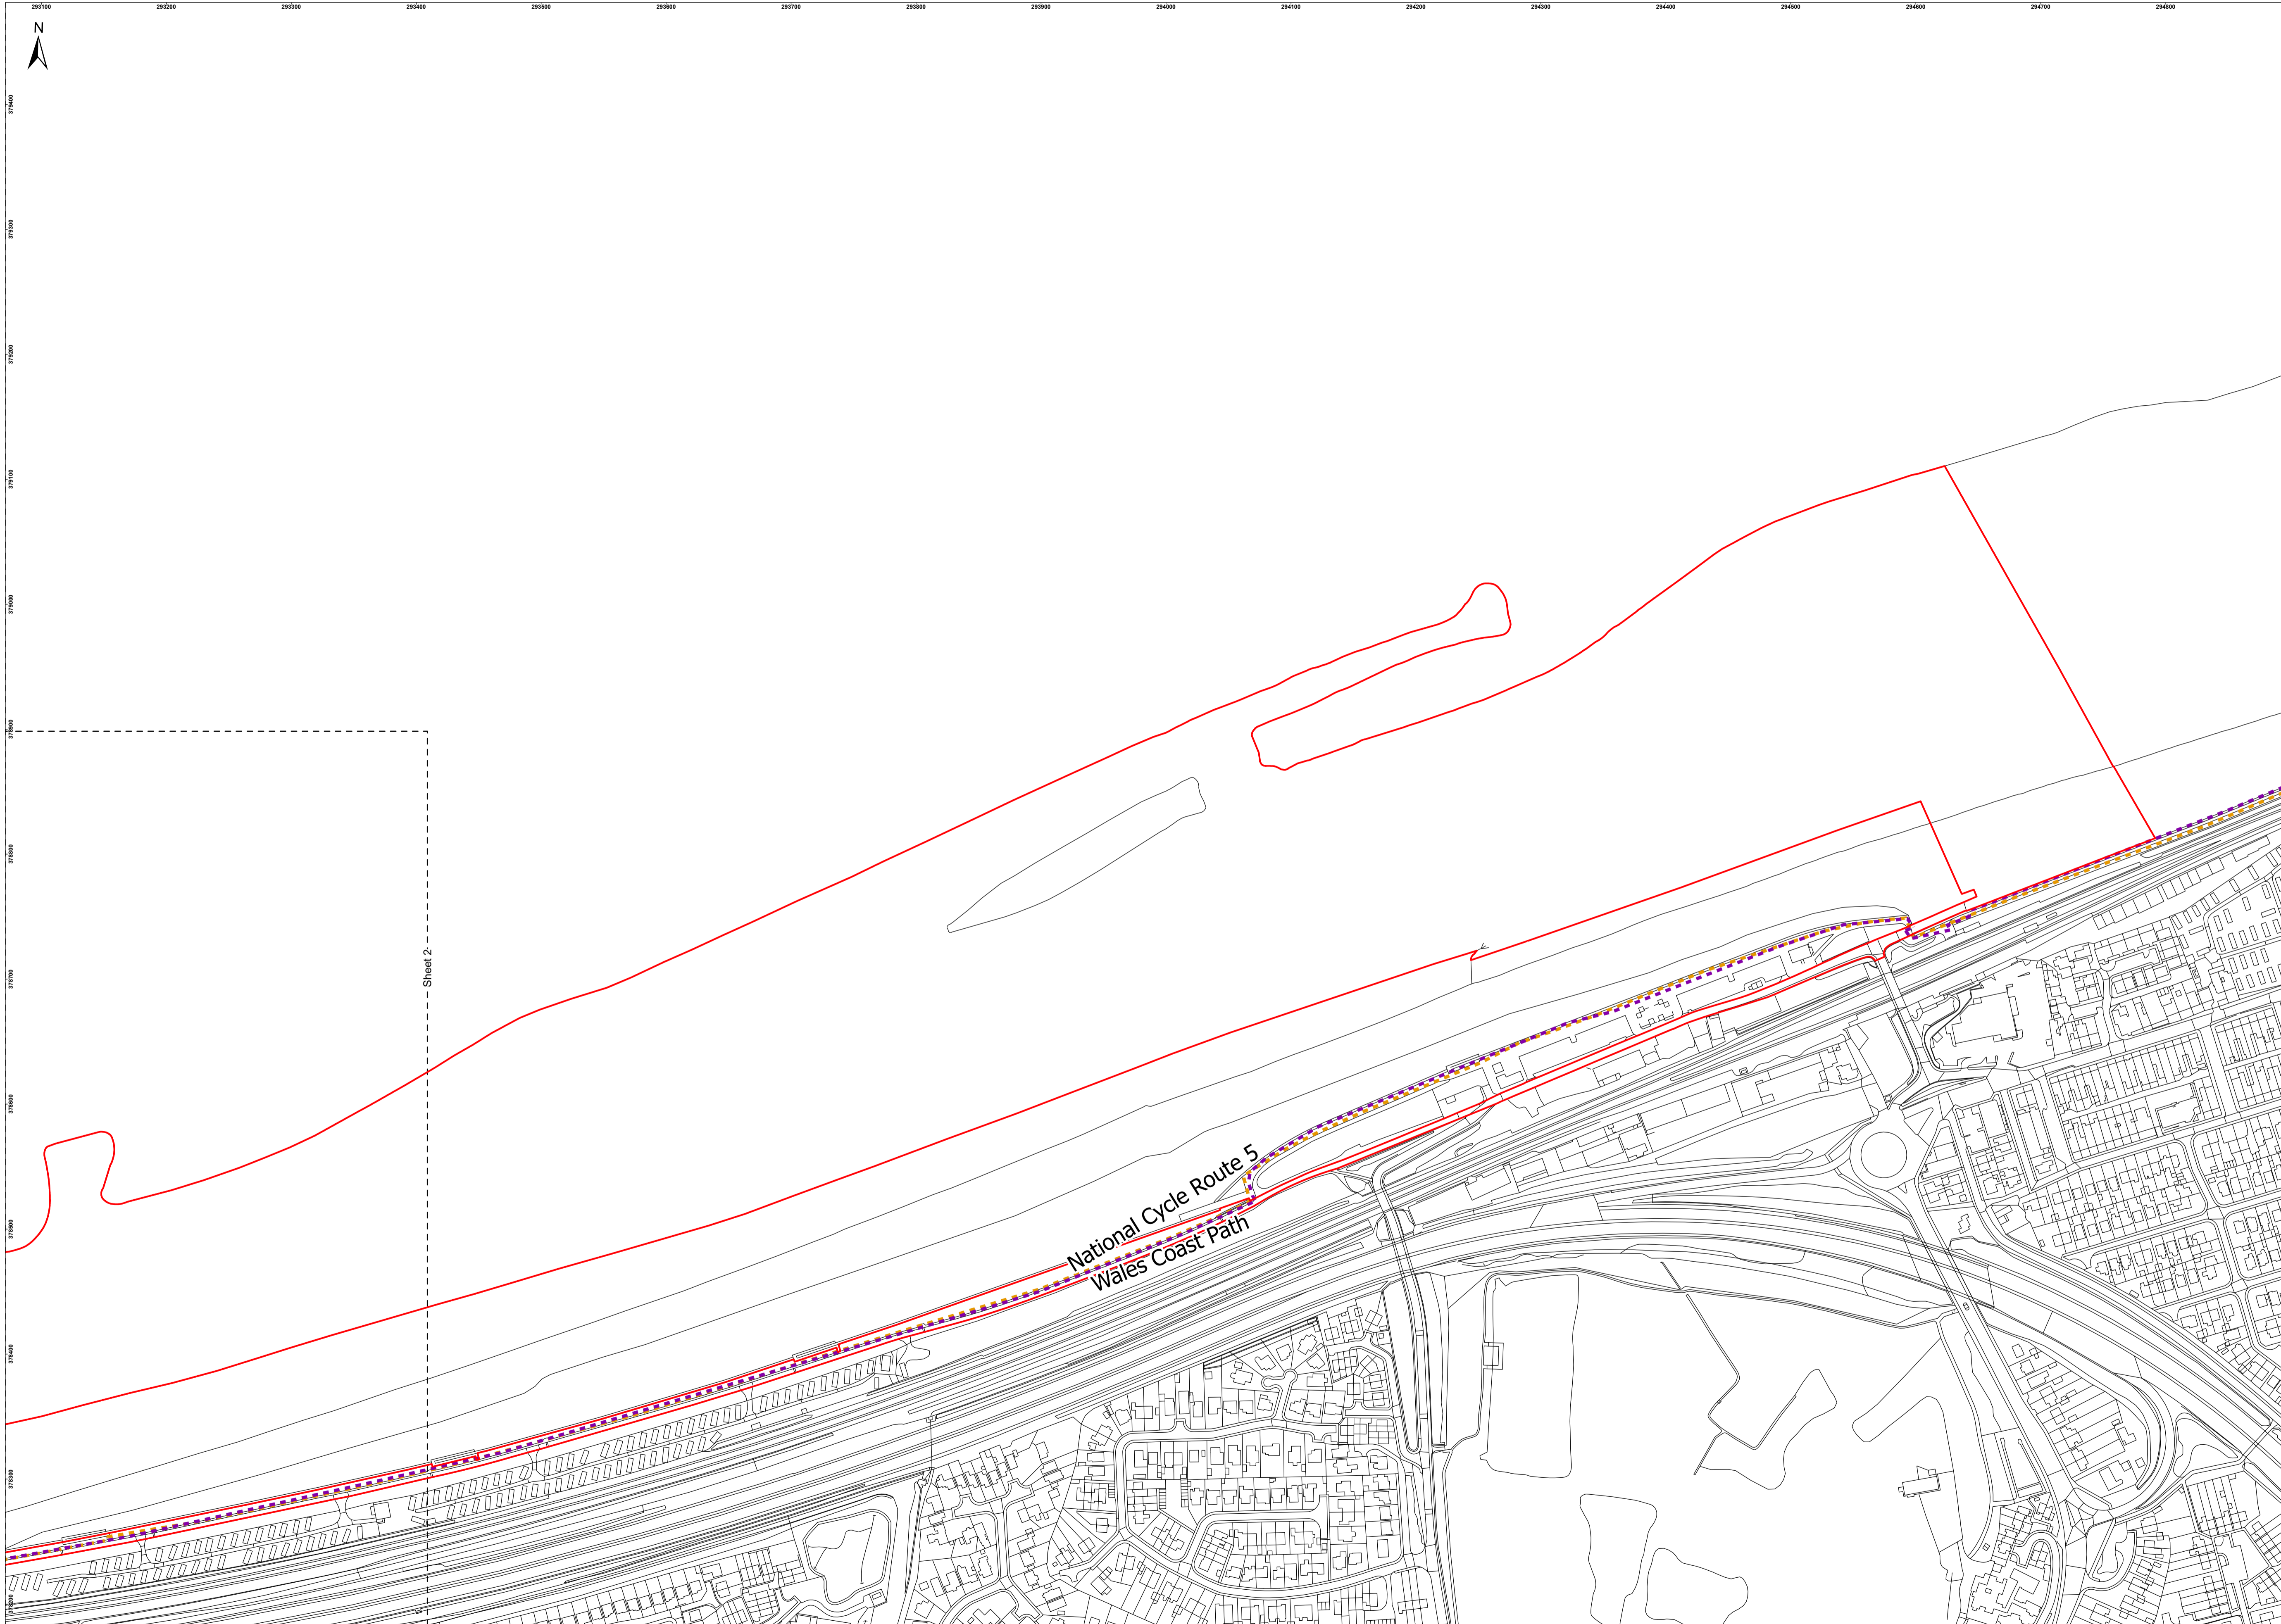 293100 293200 293300 293400 293500 293600 293700 293800 293900 294000 294100 294200 294300 294400 294500 294600 294700 294800
N
379400
379300
379200
379100
379000
378900
378800
378700
378600
378500
378400
378300
378200
Sheet 2
National Cycle Route 5
Wales Coast Path